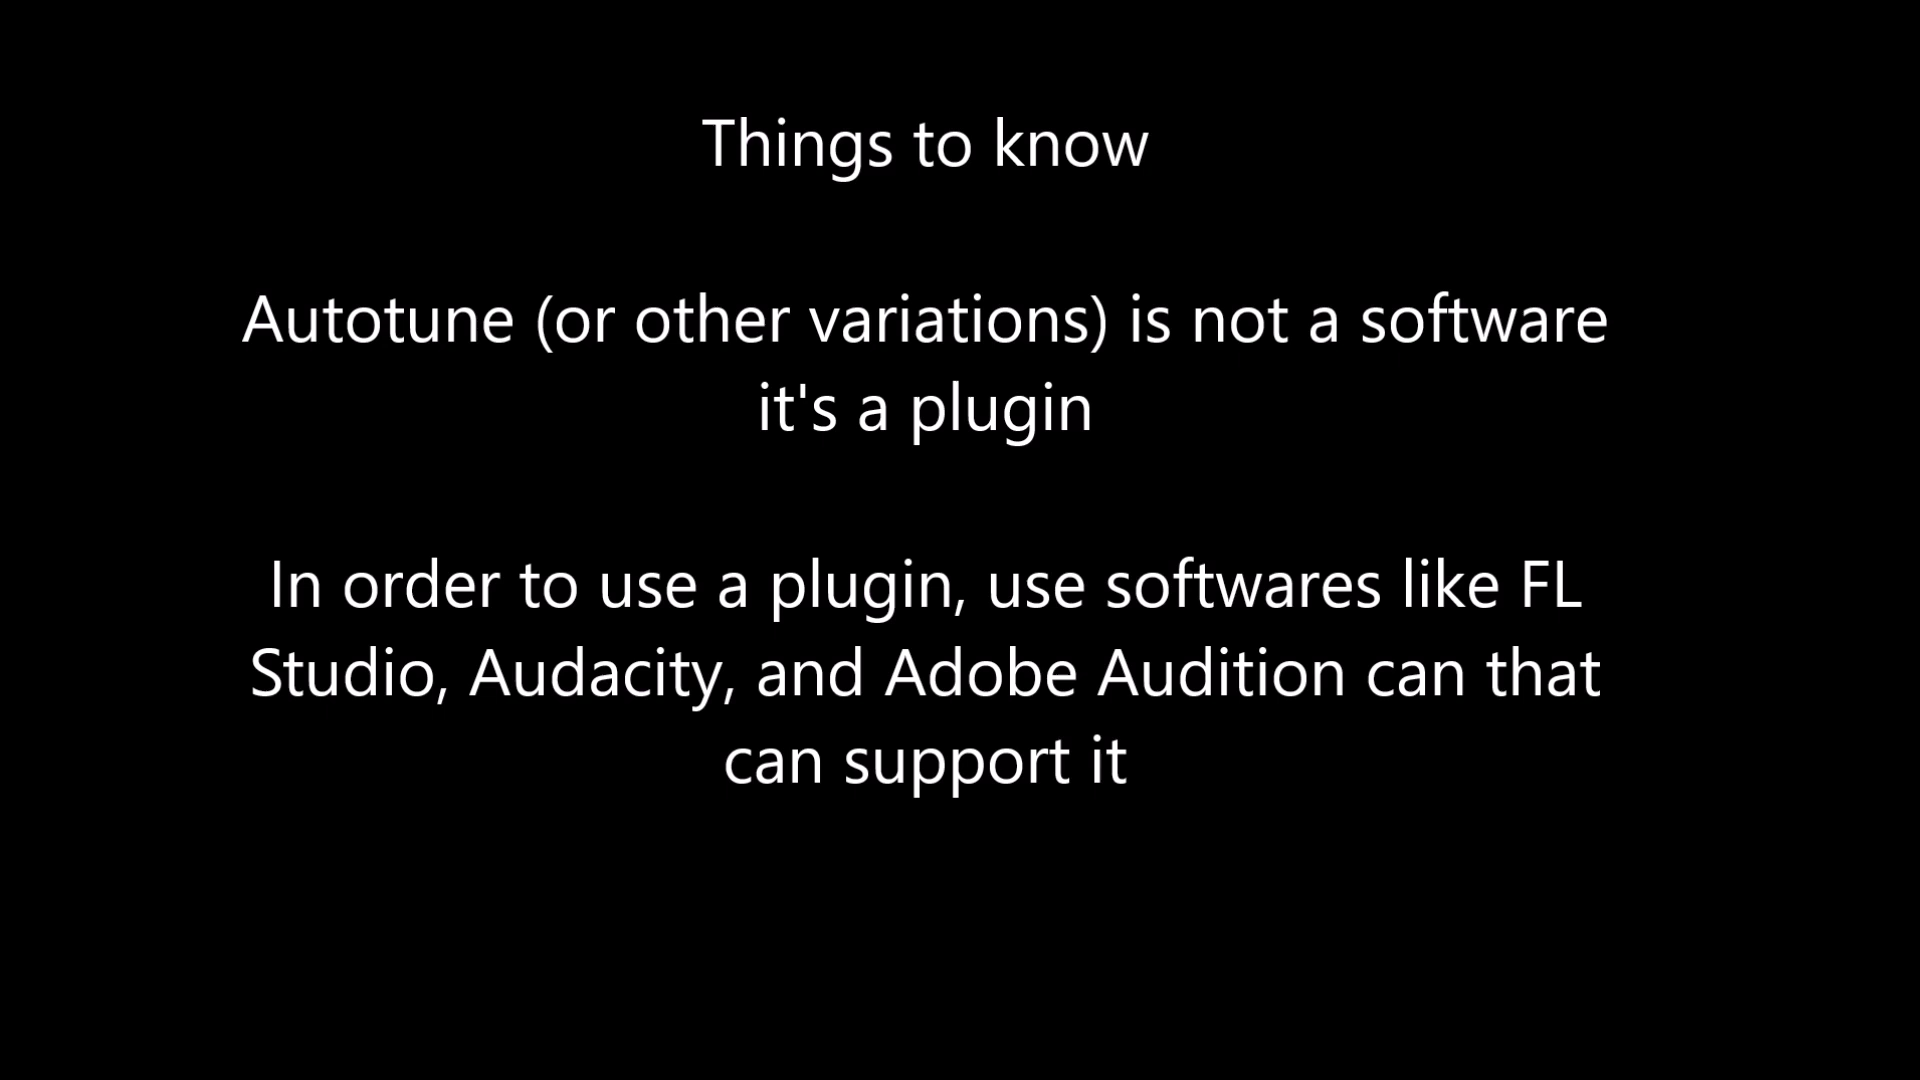 Things to know
Autotune (or other variations) is not a software
it's a plugin
In order to use a plugin, use softwares like FL
Studio, Audacity, and Adobe Audition can that
can support it